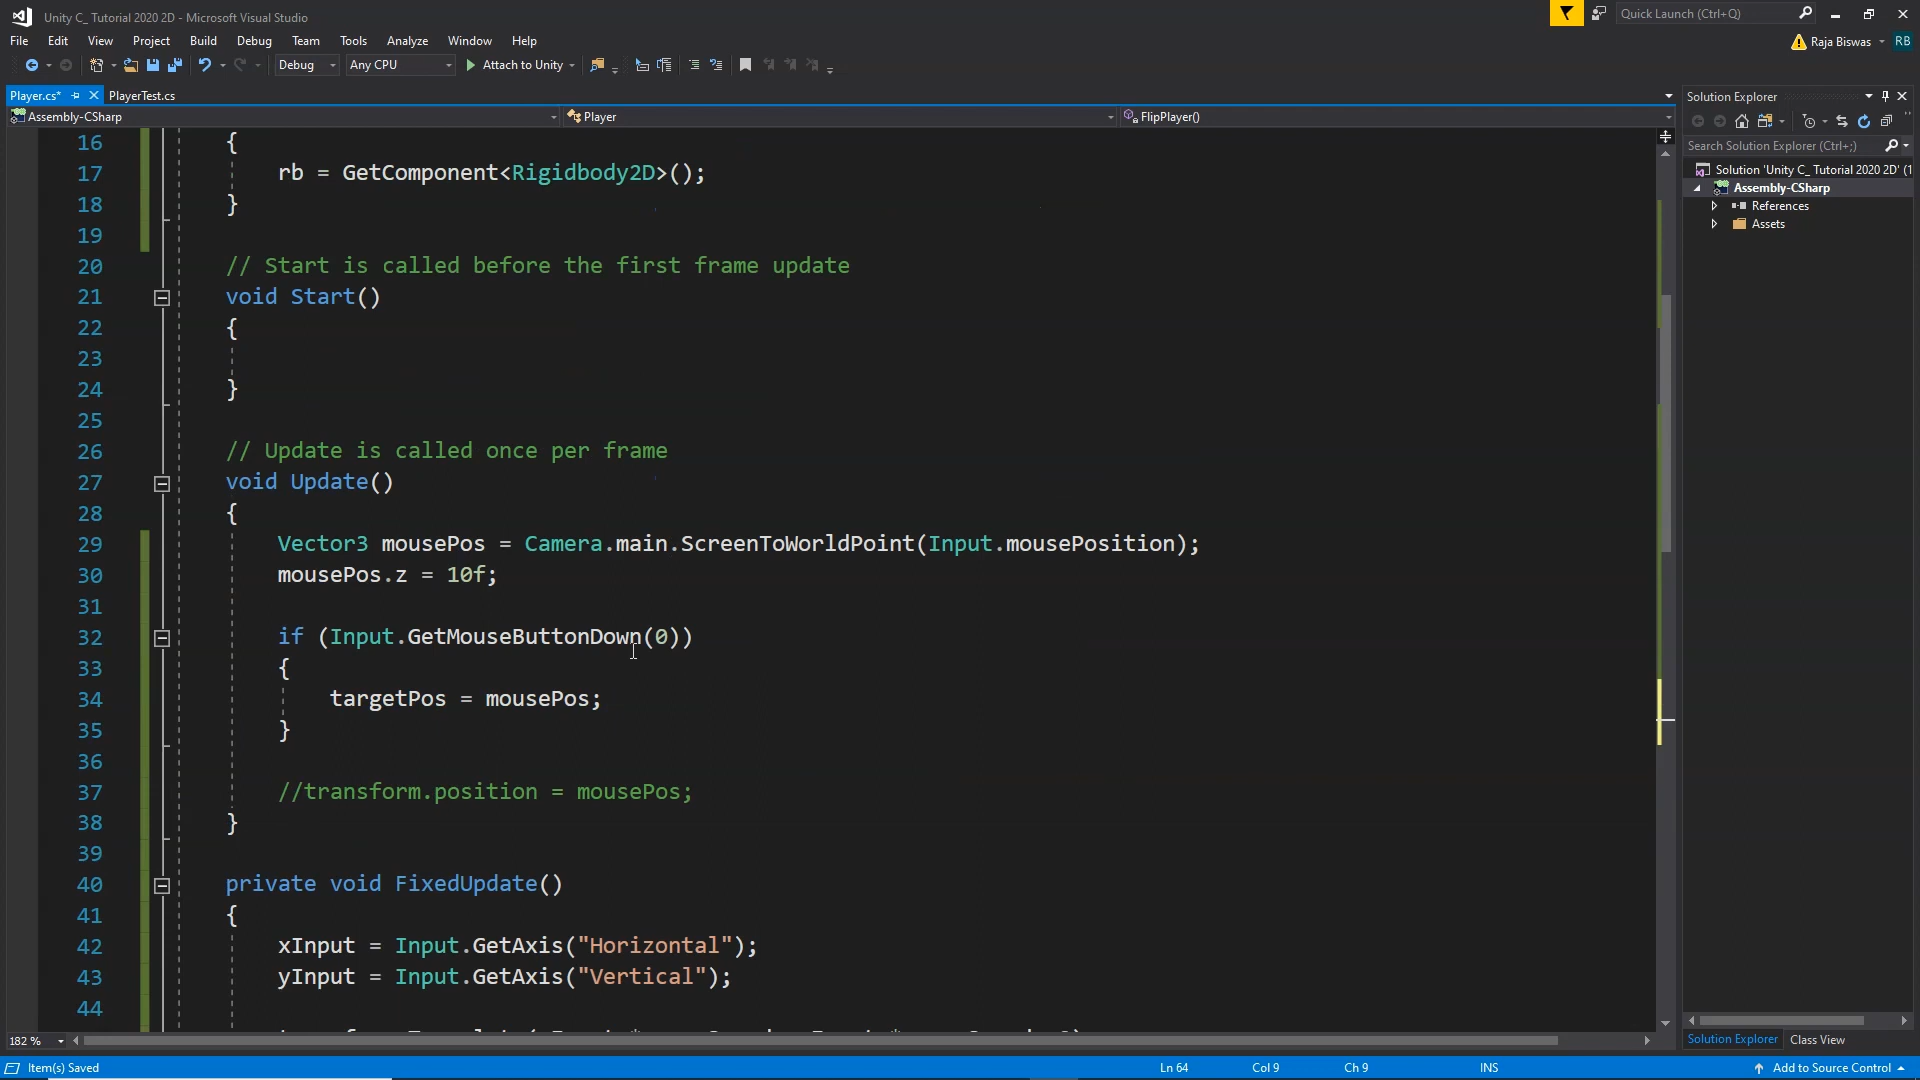 Unity C_ Tutorial 2020 2D - Microsoft Visual Studio
Quick Launch (Ctrl+Q)
File Edit View Project Build Debug Team Tools Analyze Window Help
Raja Biswas RB
Debug Any CPU Attach to Unity
Player.cs* PlayerTest.cs
Assembly-CSharp Player FlipPlayer()
16 {
17 rb = GetComponent<Rigidbody2D>();
18 }
19
20 // Start is called before the first frame update
21 void Start()
22 {
23
24 }
25
26 // Update is called once per frame
27 void Update()
28 {
29 Vector3 mousePos = Camera.main.ScreenToWorldPoint(Input.mousePosition);
30 mousePos.z = 10f;
31
32 if (Input.GetMouseButtonDown(0))
33 {
34 targetPos = mousePos;
35 }
36
37 //transform.position = mousePos;
38 }
39
40 private void FixedUpdate()
41 {
42 xInput = Input.GetAxis("Horizontal");
43 yInput = Input.GetAxis("Vertical");
44
182 %
Solution Explorer
Search Solution Explorer (Ctrl+;)
Solution 'Unity C_ Tutorial 2020 2D' (1
Assembly-CSharp
References
Assets
Solution Explorer Class View
Item(s) Saved Ln 64 Col 9 Ch 9 INS Add to Source Control